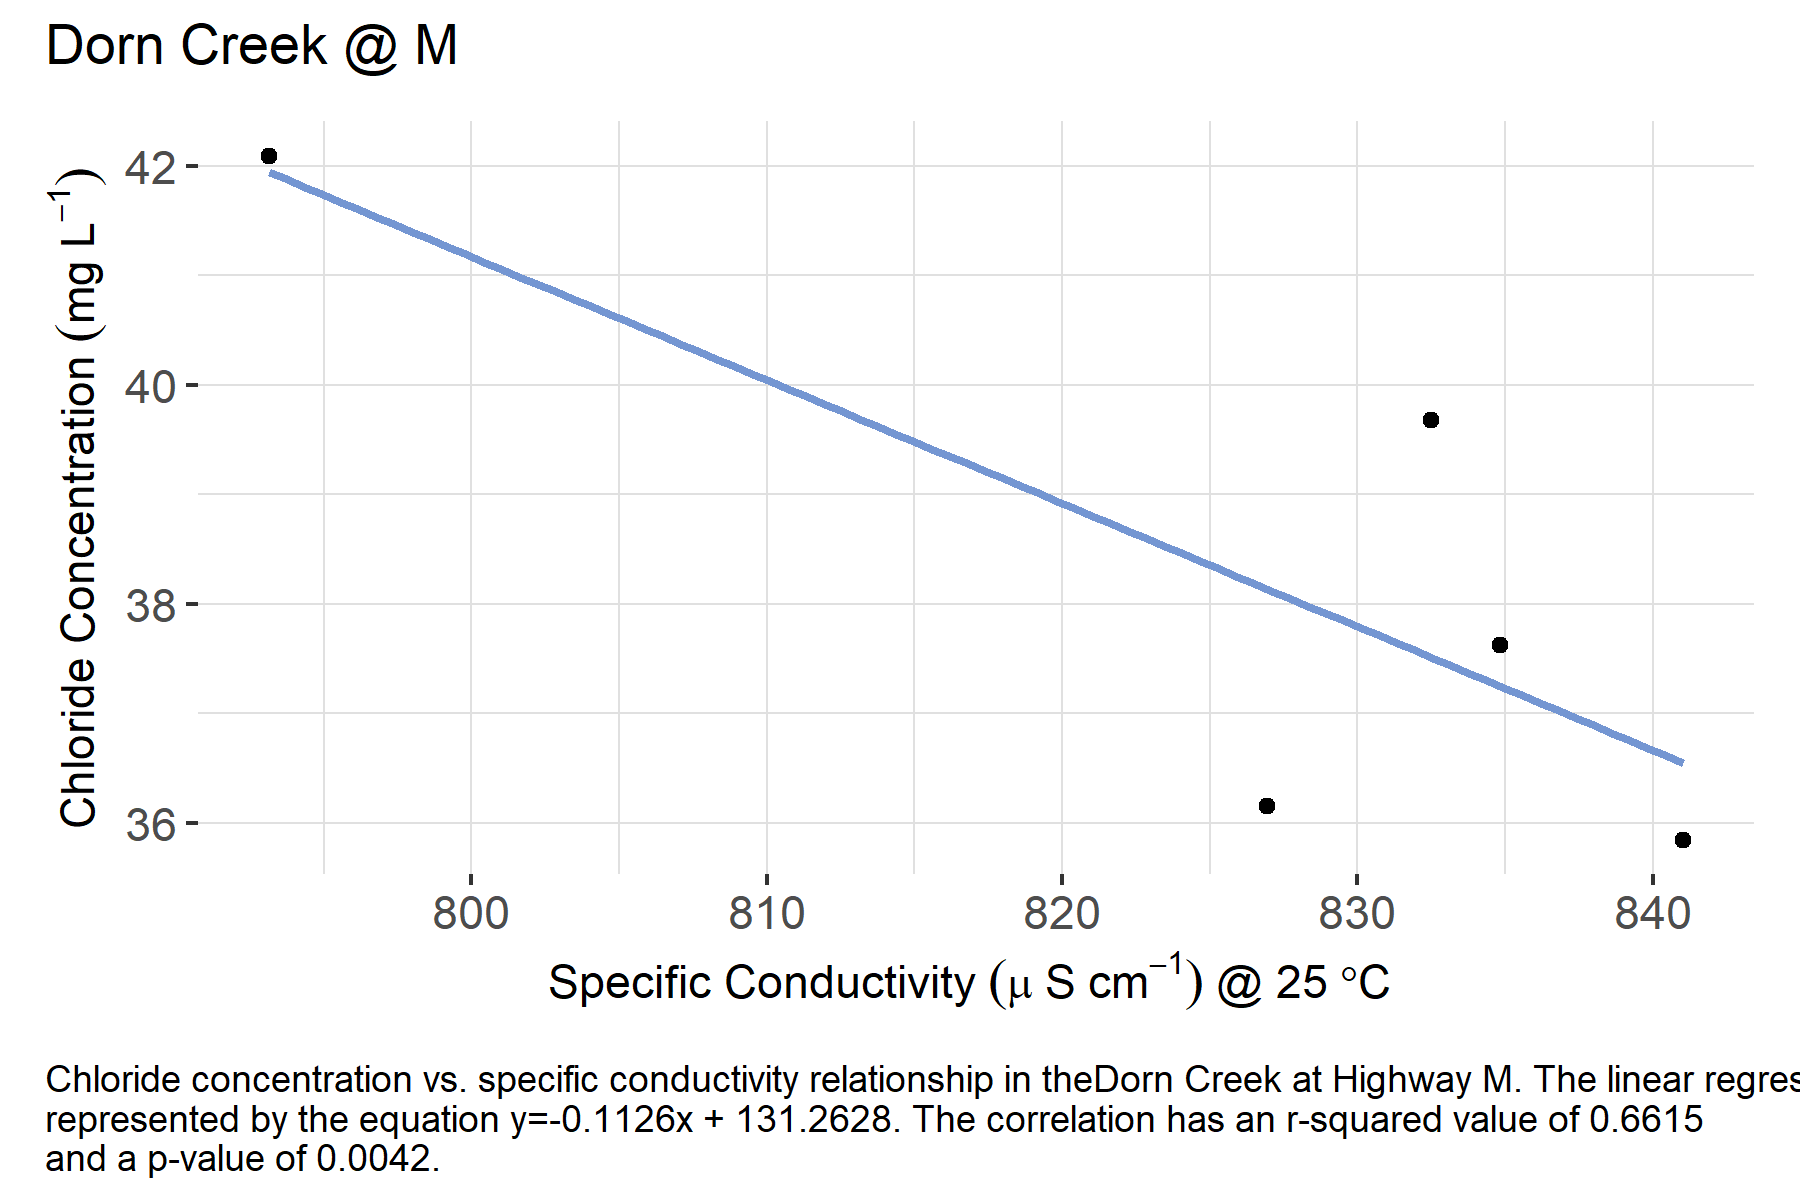 Dorn Creek @ M
Chloride Concentration (mg L⁻¹)
42
40
38
36
800 810 820 830 840
Specific Conductivity (μ S cm⁻¹) @ 25 °C
Chloride concentration vs. specific conductivity relationship in theDorn Creek at Highway M. The linear regres
represented by the equation y=-0.1126x + 131.2628. The correlation has an r-squared value of 0.6615
and a p-value of 0.0042.